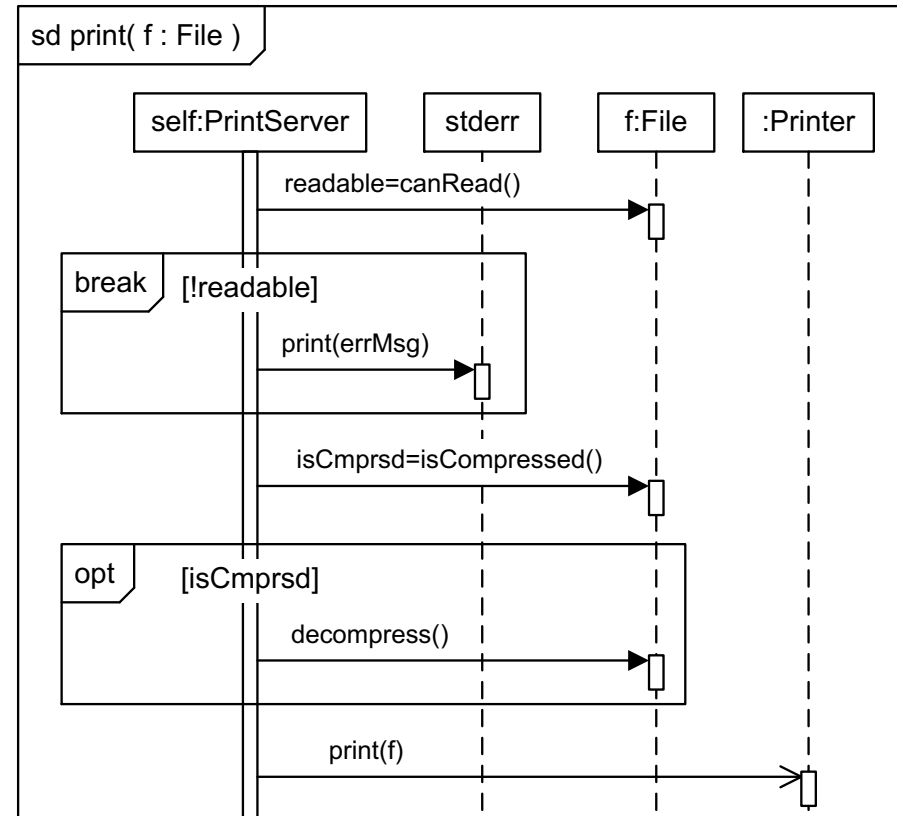 sd print( f : File )
self:PrintServer stderr f:File :Printer
readable=canRead()
break [!readable]
print(errMsg)
isCmprsd=isCompressed()
opt [isCmprsd]
decompress()
print(f)